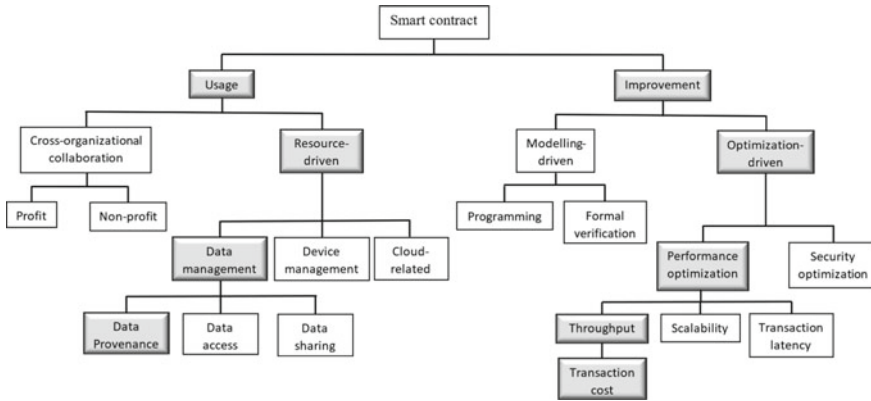 Smart contract
Usage
Improvement
Cross-organizational
collaboration
Resource-
driven
Modelling-
driven
Optimization-
driven
Profit
Non-profit
Programming
Formal
verification
Data
management
Device
management
Cloud-
related
Performance
optimization
Security
optimization
Data
Provenance
Data
access
Data
sharing
Throughput
Scalability
Transaction
latency
Transaction
cost